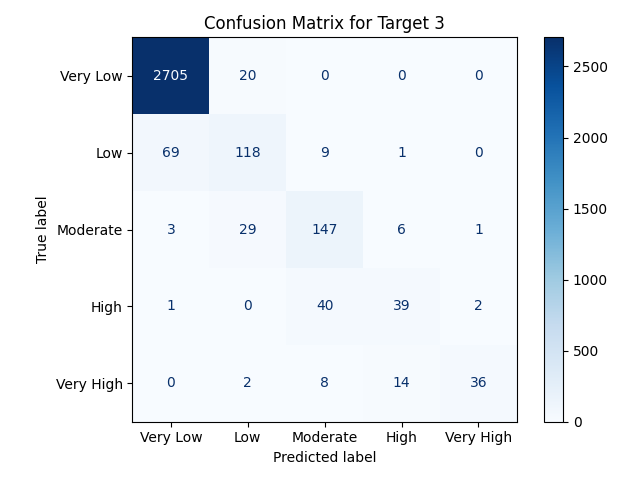 Confusion Matrix for Target 3
Very Low 2705 20 0 0 0
Low 69 118 9 1 0
Moderate 3 29 147 6 1
High 1 0 40 39 2
Very High 0 2 8 14 36
Very Low Low Moderate High Very High
Predicted label
True label
2500
2000
1500
1000
500
0